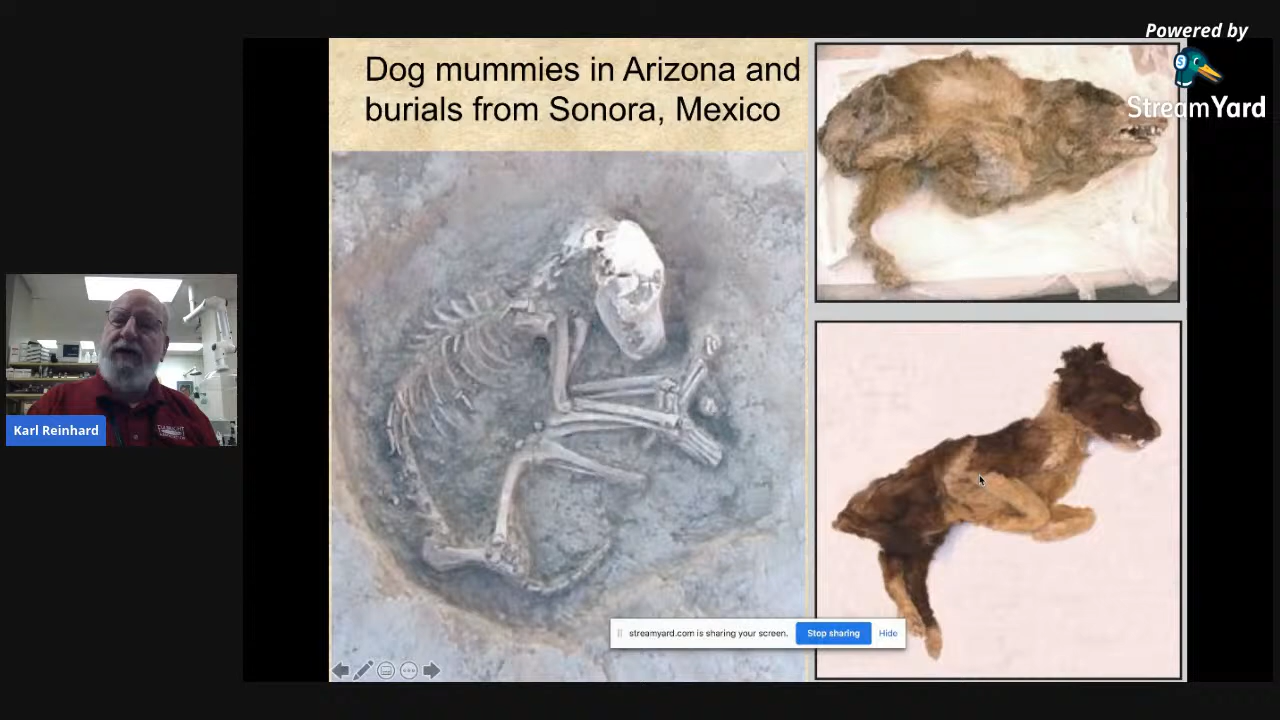 Powered by
StreamYard
Dog mummies in Arizona and
burials from Sonora, Mexico
Karl Reinhard
streamyard.com is sharing your screen.
Stop sharing
Hide